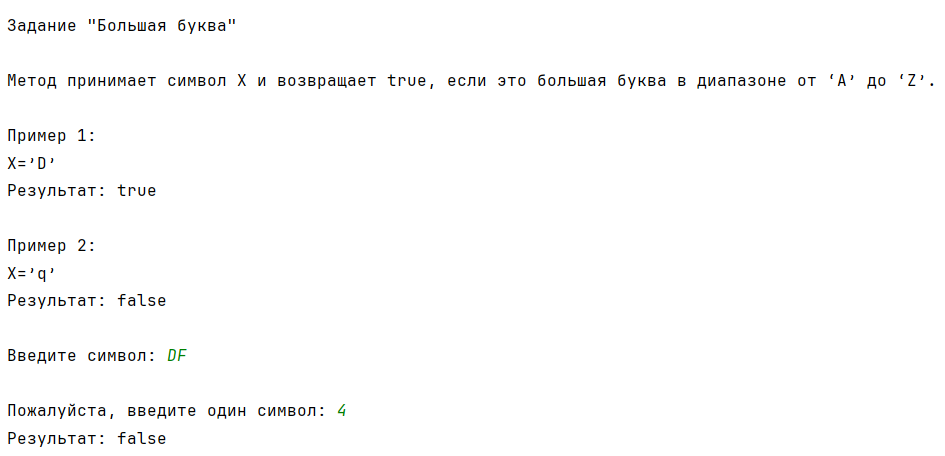 Задание "Большая буква"
Метод принимает символ X и возвращает true, если это большая буква в диапазоне от ‘A’ до ‘Z’.
Пример 1:
X=’D’
Результат: true
Пример 2:
X=’q’
Результат: false
Введите символ: DF
Пожалуйста, введите один символ: 4
Результат: false